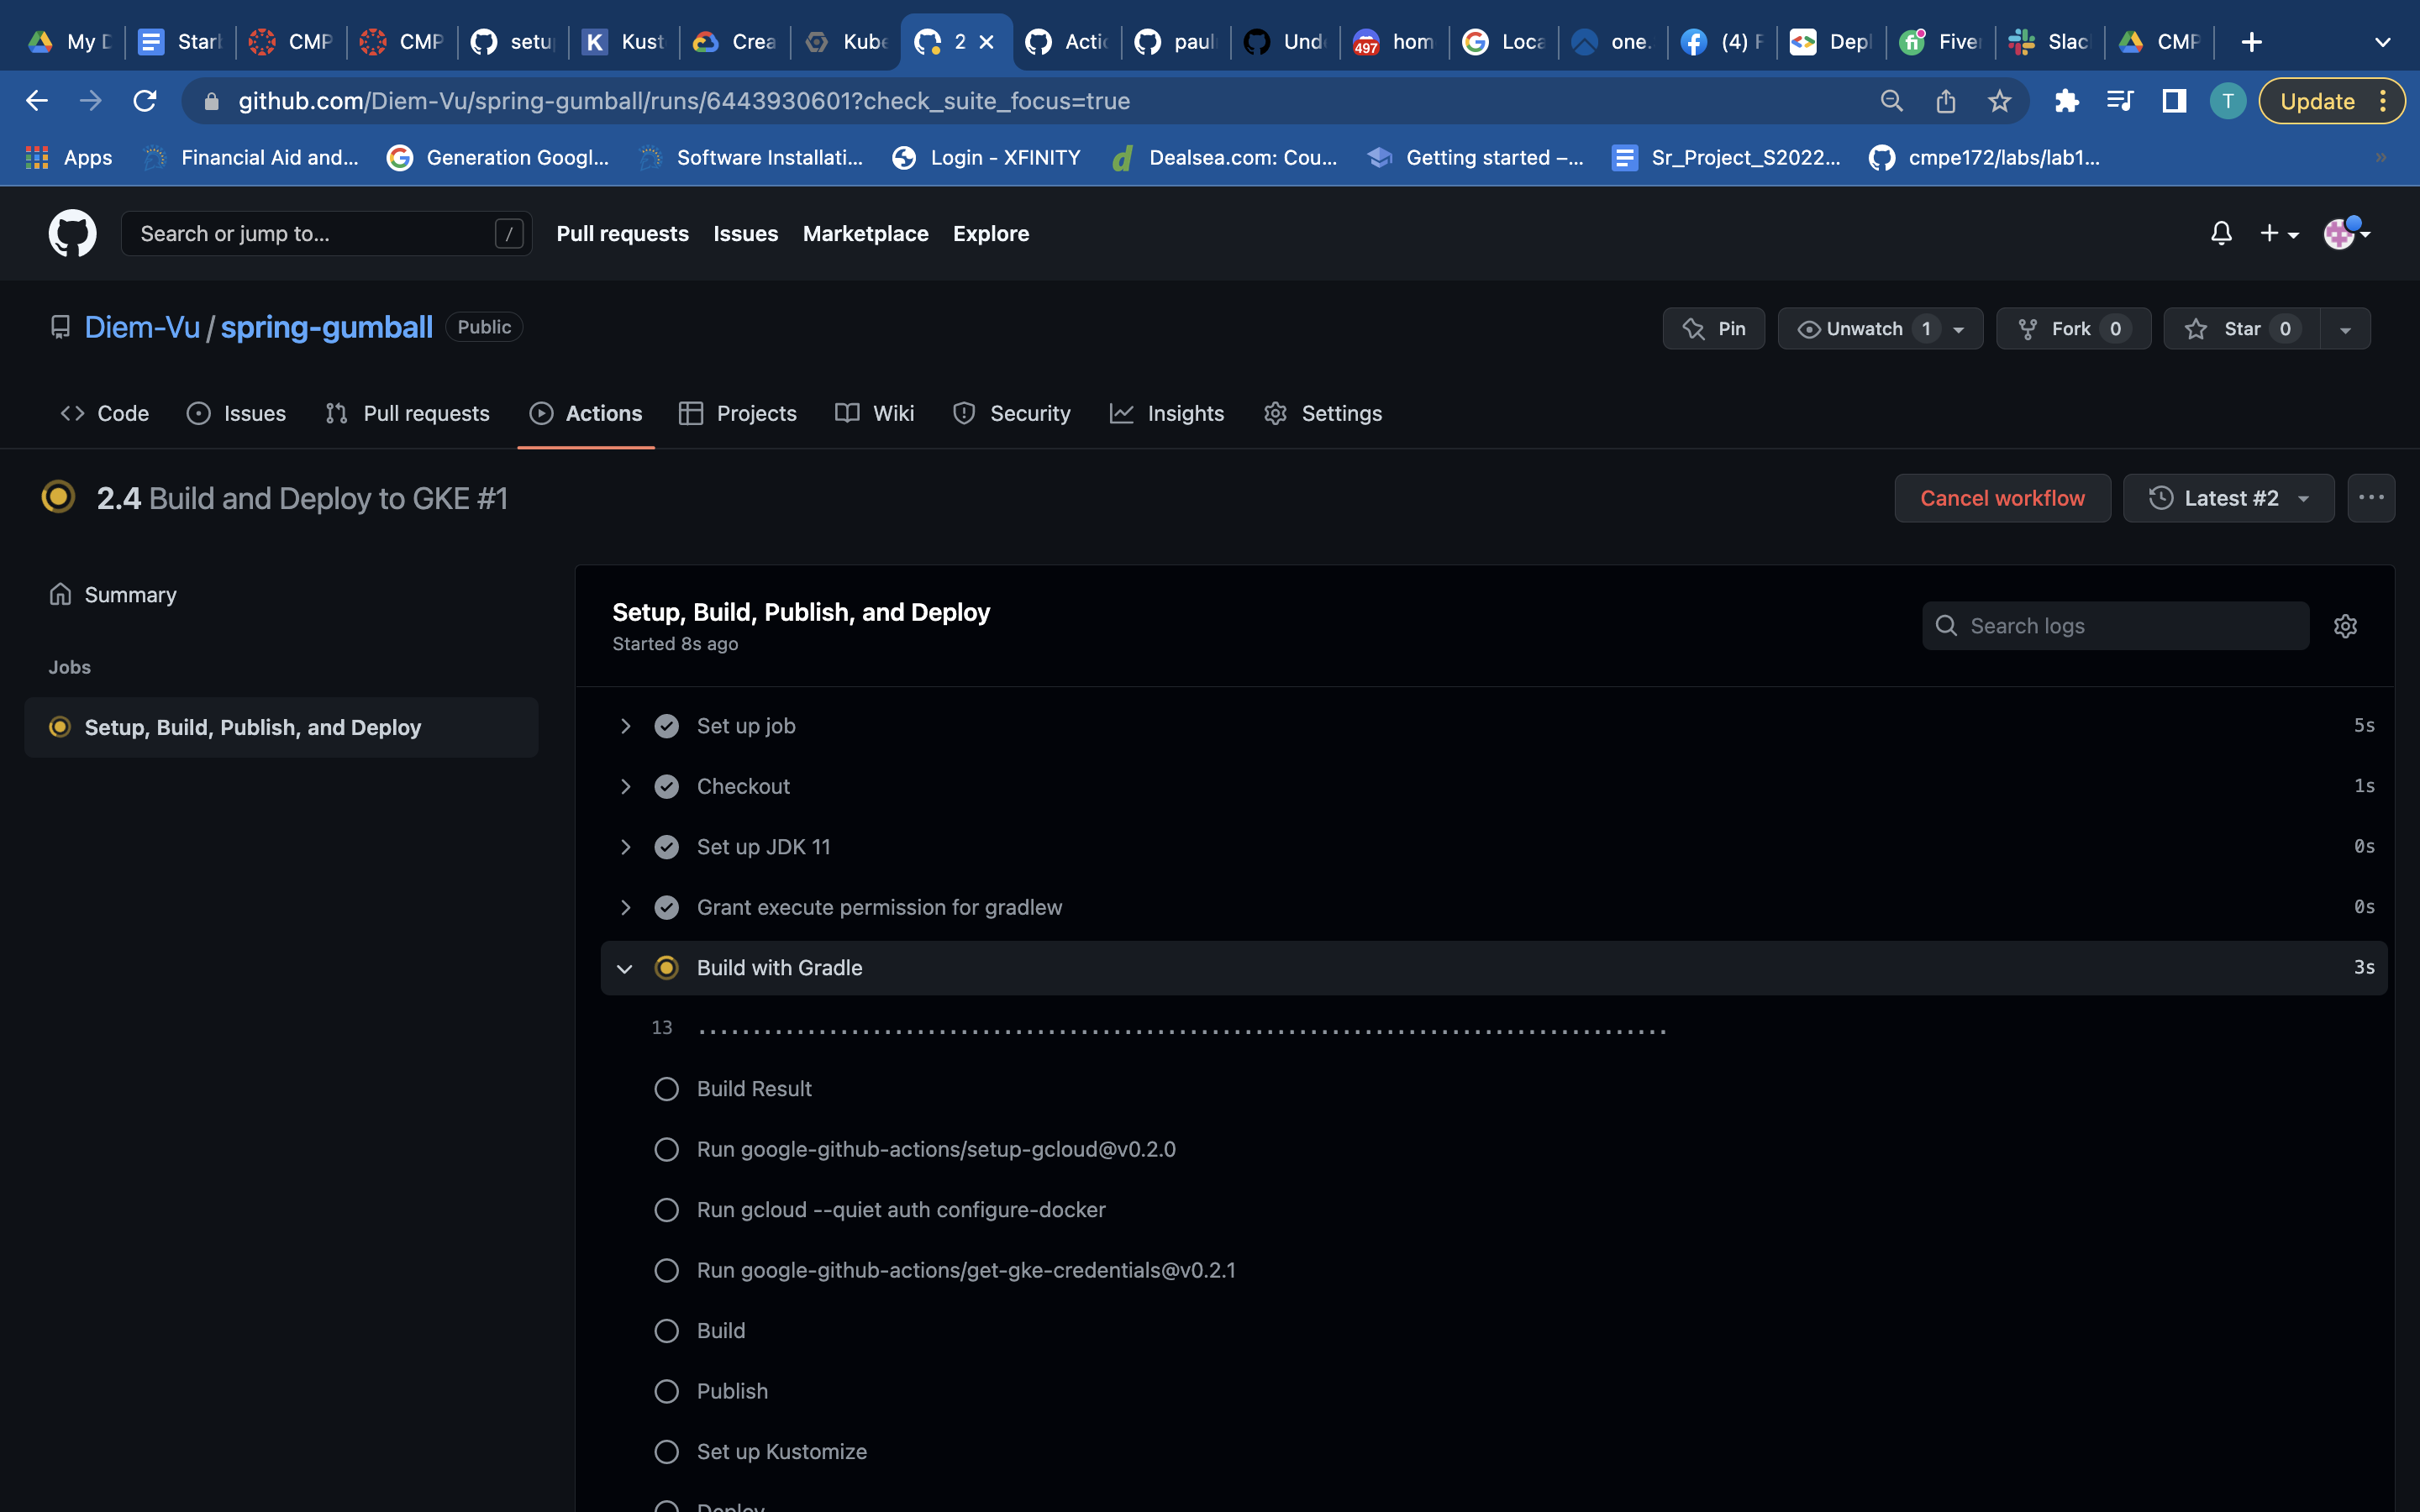 My D
Start
CMP
CMP
setu
Kust
Crea
Kube
2
Actio
paul
Und
497
hom
Loca
one.
(4) F
Depl
Five
Slac
CMP
github.com/Diem-Vu/spring-gumball/runs/6443930601?check_suite_focus=true
T
Update
Apps
Financial Aid and...
Generation Googl...
Software Installati...
Login - XFINITY
Dealsea.com: Cou...
Getting started –...
Sr_Project_S2022...
cmpe172/labs/lab1...
»
Search or jump to...
/
Pull requests
Issues
Marketplace
Explore
Diem-Vu / spring-gumball
Public
Pin
Unwatch 1
Fork 0
Star 0
Code
Issues
Pull requests
Actions
Projects
Wiki
Security
Insights
Settings
2.4 Build and Deploy to GKE #1
Cancel workflow
Latest #2
Summary
Jobs
Setup, Build, Publish, and Deploy
Setup, Build, Publish, and Deploy
Started 8s ago
Search logs
Set up job 5s
Checkout 1s
Set up JDK 11 0s
Grant execute permission for gradlew 0s
Build with Gradle 3s
13 ........................................................................
Build Result
Run google-github-actions/setup-gcloud@v0.2.0
Run gcloud --quiet auth configure-docker
Run google-github-actions/get-gke-credentials@v0.2.1
Build
Publish
Set up Kustomize
Deploy